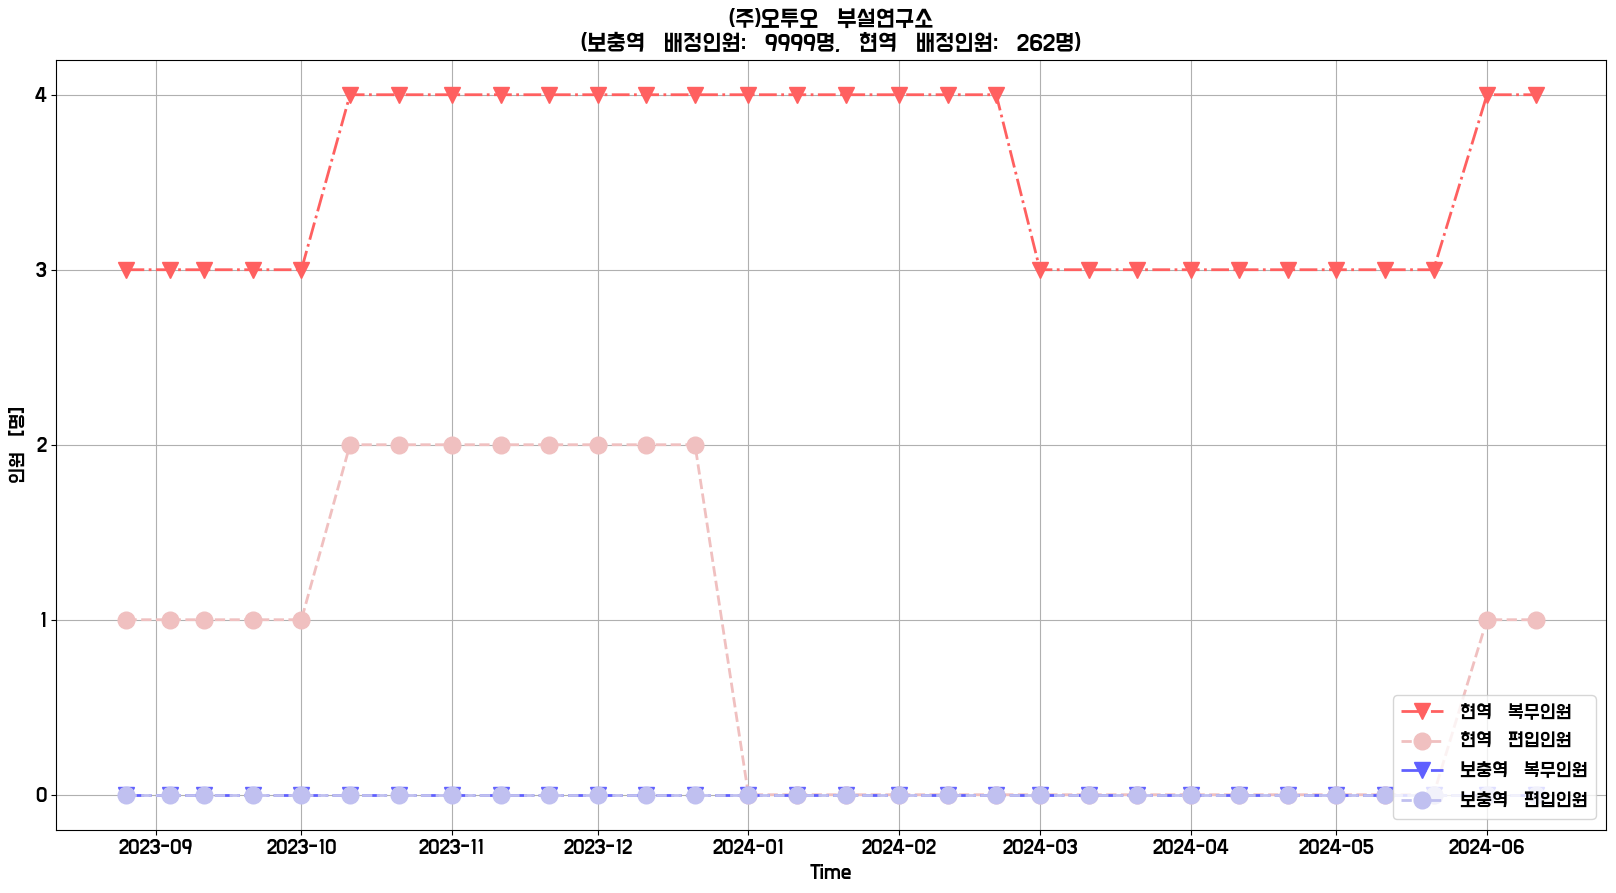 (주)오투오 부설연구소
(보충역 배정인원: 9999명, 현역 배정인원: 262명)
인원 [명]
4
3
2
1
0
2023-09 2023-10 2023-11 2023-12 2024-01 2024-02 2024-03 2024-04 2024-05 2024-06
Time
현역 복무인원
현역 편입인원
보충역 복무인원
보충역 편입인원